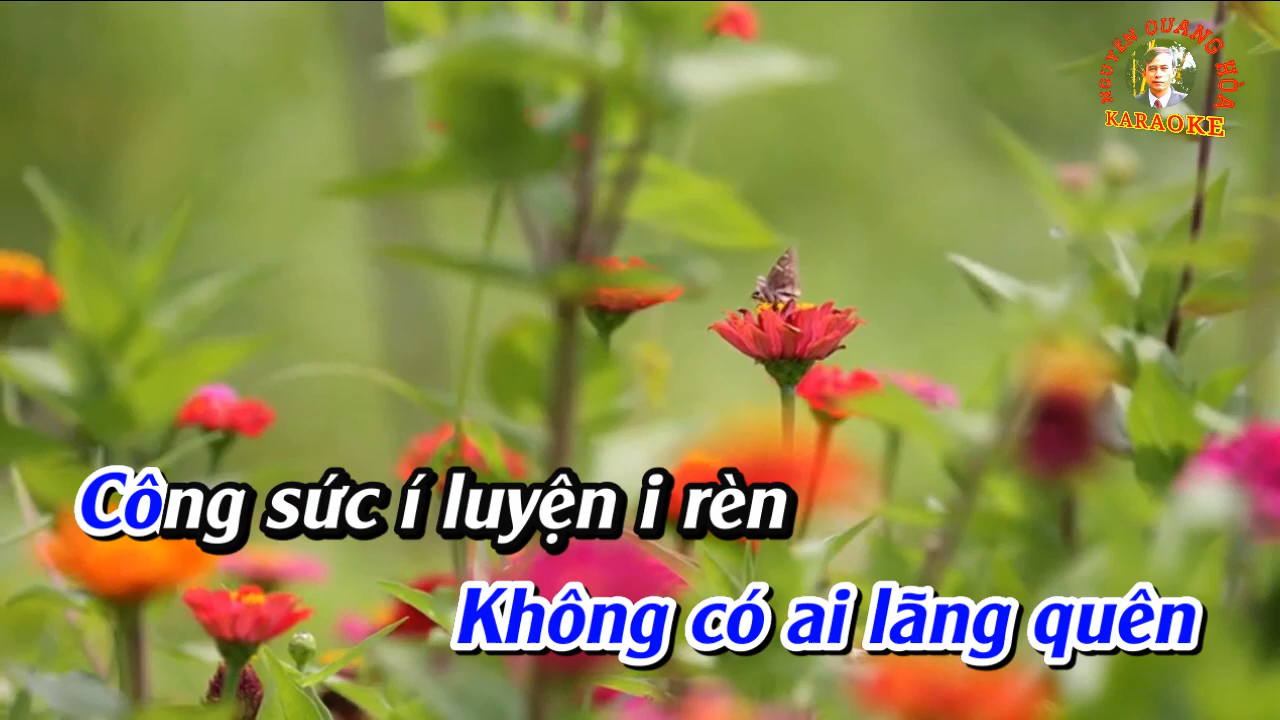 NGUYỄN QUANG HÒA
KARAOKE
Công sức í luyện i rèn
Không có ai lãng quên